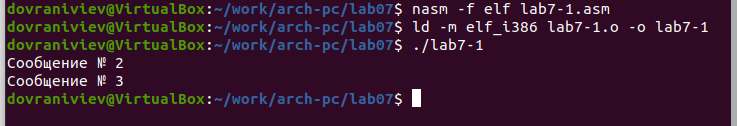 dovraniviev@VirtualBox:~/work/arch-pc/lab07$ nasm -f elf lab7-1.asm
dovraniviev@VirtualBox:~/work/arch-pc/lab07$ ld -m elf_i386 lab7-1.o -o lab7-1
dovraniviev@VirtualBox:~/work/arch-pc/lab07$ ./lab7-1
Сообщение № 2
Сообщение № 3
dovraniviev@VirtualBox:~/work/arch-pc/lab07$